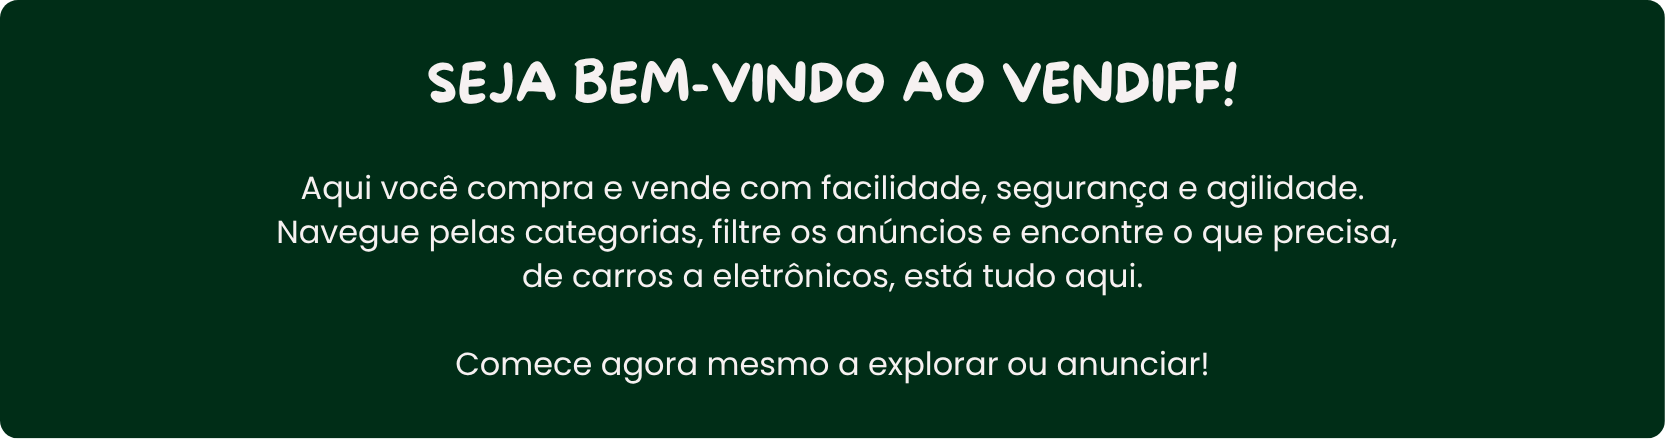 SEJA BEM-VINDO AO VENDIFF!
Aqui você compra e vende com facilidade, segurança e agilidade.
Navegue pelas categorias, filtre os anúncios e encontre o que precisa,
de carros a eletrônicos, está tudo aqui.
Comece agora mesmo a explorar ou anunciar!